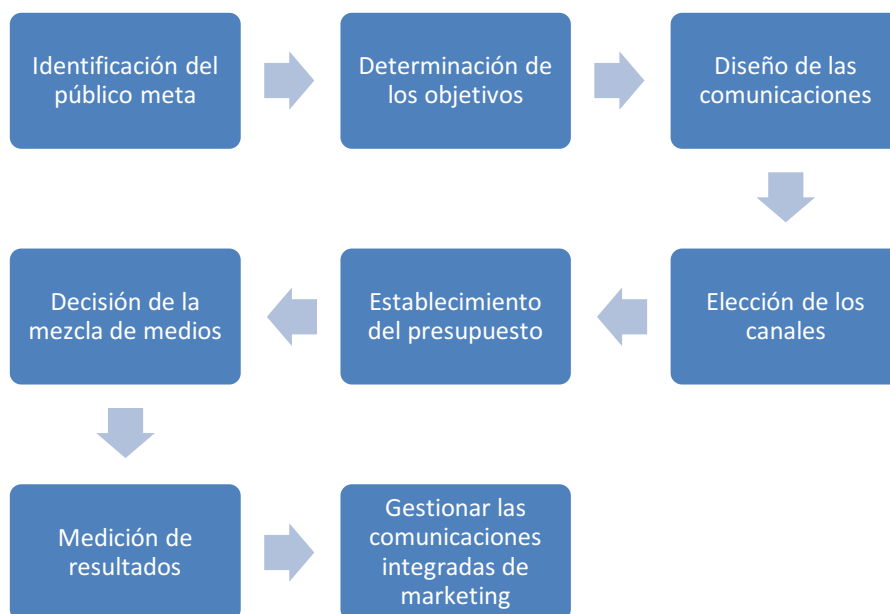 Identificación del
público meta
Determinación de
los objetivos
Diseño de las
comunicaciones
Elección de los
canales
Establecimiento
del presupuesto
Decisión de la
mezcla de medios
Medición de
resultados
Gestionar las
comunicaciones
integradas de
marketing